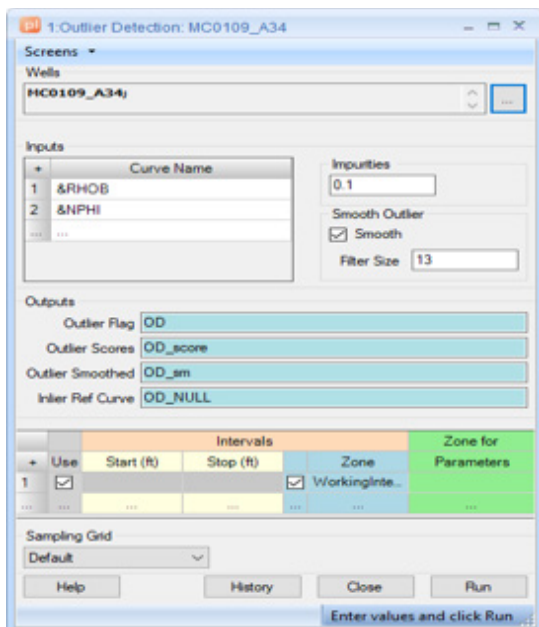 pl 1:Outlier Detection: MC0109_A34
Screens
Wells
MC0109_A34;
...
Inputs
+ Curve Name
1 &RHOB
2 &NPHI
... ...
Impurities
0.1
Smooth Outlier
Smooth
Filter Size 13
Outputs
Outlier Flag OD
Outlier Scores OD_score
Outlier Smoothed OD_sm
Inlier Ref Curve OD_NULL
Intervals Zone for
+ Use Start (ft) Stop (ft) Zone Parameters
1 WorkingInte...
... ... ... ... ... ... ...
Sampling Grid
Default
Help History Close Run
Enter values and click Run